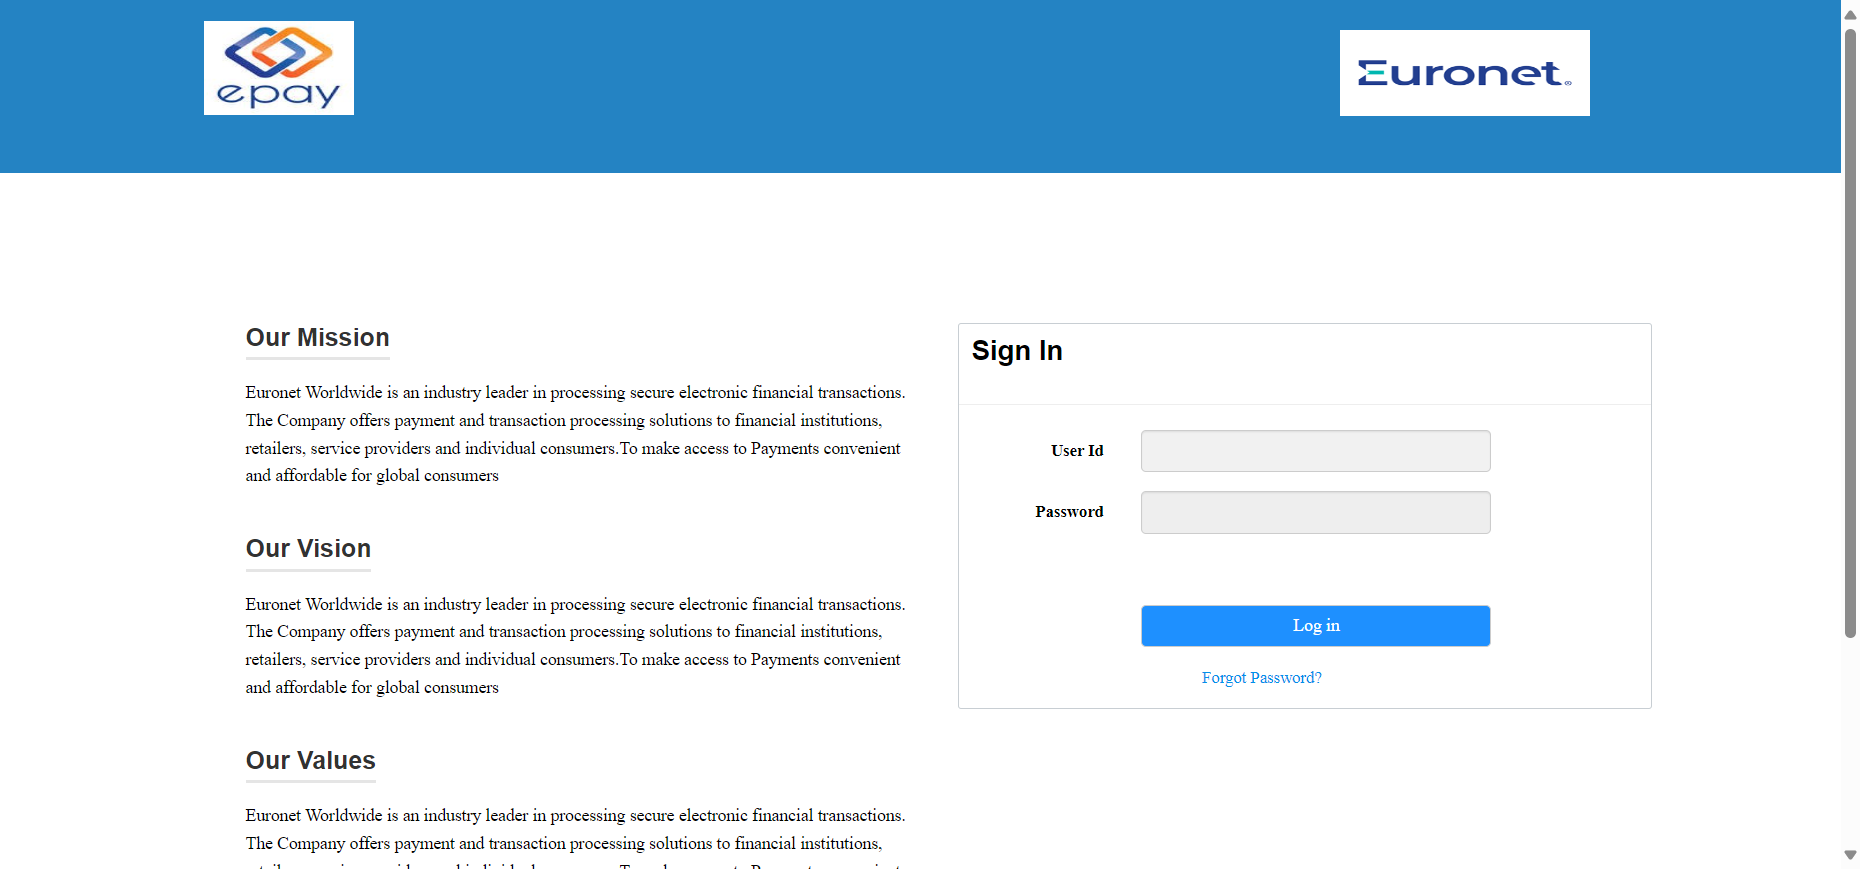 epay
Euronet
Our Mission
Euronet Worldwide is an industry leader in processing secure electronic financial transactions.
The Company offers payment and transaction processing solutions to financial institutions,
retailers, service providers and individual consumers.To make access to Payments convenient
and affordable for global consumers
Our Vision
Euronet Worldwide is an industry leader in processing secure electronic financial transactions.
The Company offers payment and transaction processing solutions to financial institutions,
retailers, service providers and individual consumers.To make access to Payments convenient
and affordable for global consumers
Our Values
Euronet Worldwide is an industry leader in processing secure electronic financial transactions.
The Company offers payment and transaction processing solutions to financial institutions,
Sign In
User Id
Password
Log in
Forgot Password?